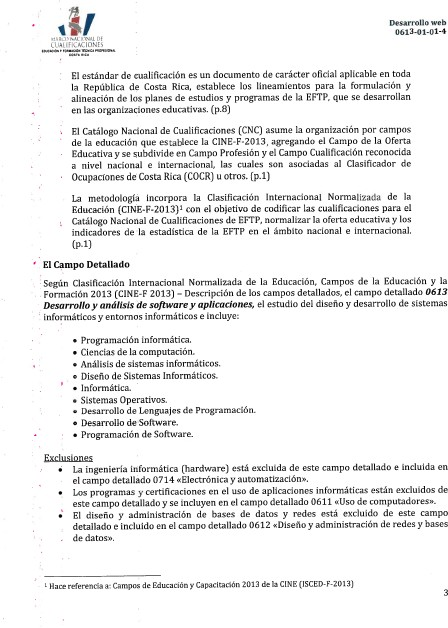 MARCO NACIONAL DE
CUALIFICACIONES
EDUCACIÓN Y FORMACIÓN TÉCNICA PROFESIONAL
COSTA RICA
Desarrollo web
0613-01-01-4
El estándar de cualificación es un documento de carácter oficial aplicable en toda
la República de Costa Rica, establece los lineamientos para la formulación y
alineación de los planes de estudios y programas de la EFTP, que se desarrollan
en las organizaciones educativas. (p.8)
El Catálogo Nacional de Cualificaciones (CNC) asume la organización por campos
de la educación que establece la CINE-F-2013, agregando el Campo de la Oferta
Educativa y se subdivide en Campo Profesión y el Campo Cualificación reconocida
a nivel nacional e internacional, las cuales son asociadas al Clasificador de
Ocupaciones de Costa Rica (COCR) u otros. (p.1)
La metodología incorpora la Clasificación Internacional Normalizada de la
Educación (CINE-F-2013)¹ con el objetivo de codificar las cualificaciones para el
Catálogo Nacional de Cualificaciones de EFTP, normalizar la oferta educativa y los
indicadores de la estadística de la EFTP en el ámbito nacional e internacional.
(p.1)
El Campo Detallado
Según Clasificación Internacional Normalizada de la Educación, Campos de la Educación y la
Formación 2013 (CINE-F 2013) – Descripción de los campos detallados, el campo detallado 0613
Desarrollo y análisis de software y aplicaciones, el estudio del diseño y desarrollo de sistemas
informáticos y entornos informáticos e incluye:
• Programación informática.
• Ciencias de la computación.
• Análisis de sistemas informáticos.
• Diseño de Sistemas Informáticos.
• Informática.
• Sistemas Operativos.
• Desarrollo de Lenguajes de Programación.
• Desarrollo de Software.
• Programación de Software.
Exclusiones
• La ingeniería informática (hardware) está excluida de este campo detallado e incluida en
el campo detallado 0714 «Electrónica y automatización».
• Los programas y certificaciones en el uso de aplicaciones informáticas están excluidos de
este campo detallado y se incluyen en el campo detallado 0611 «Uso de computadores».
• El diseño y administración de bases de datos y redes está excluido de este campo
detallado e incluido en el campo detallado 0612 «Diseño y administración de redes y bases
de datos».
¹ Hace referencia a: Campos de Educación y Capacitación 2013 de la CINE (ISCED-F-2013)
3